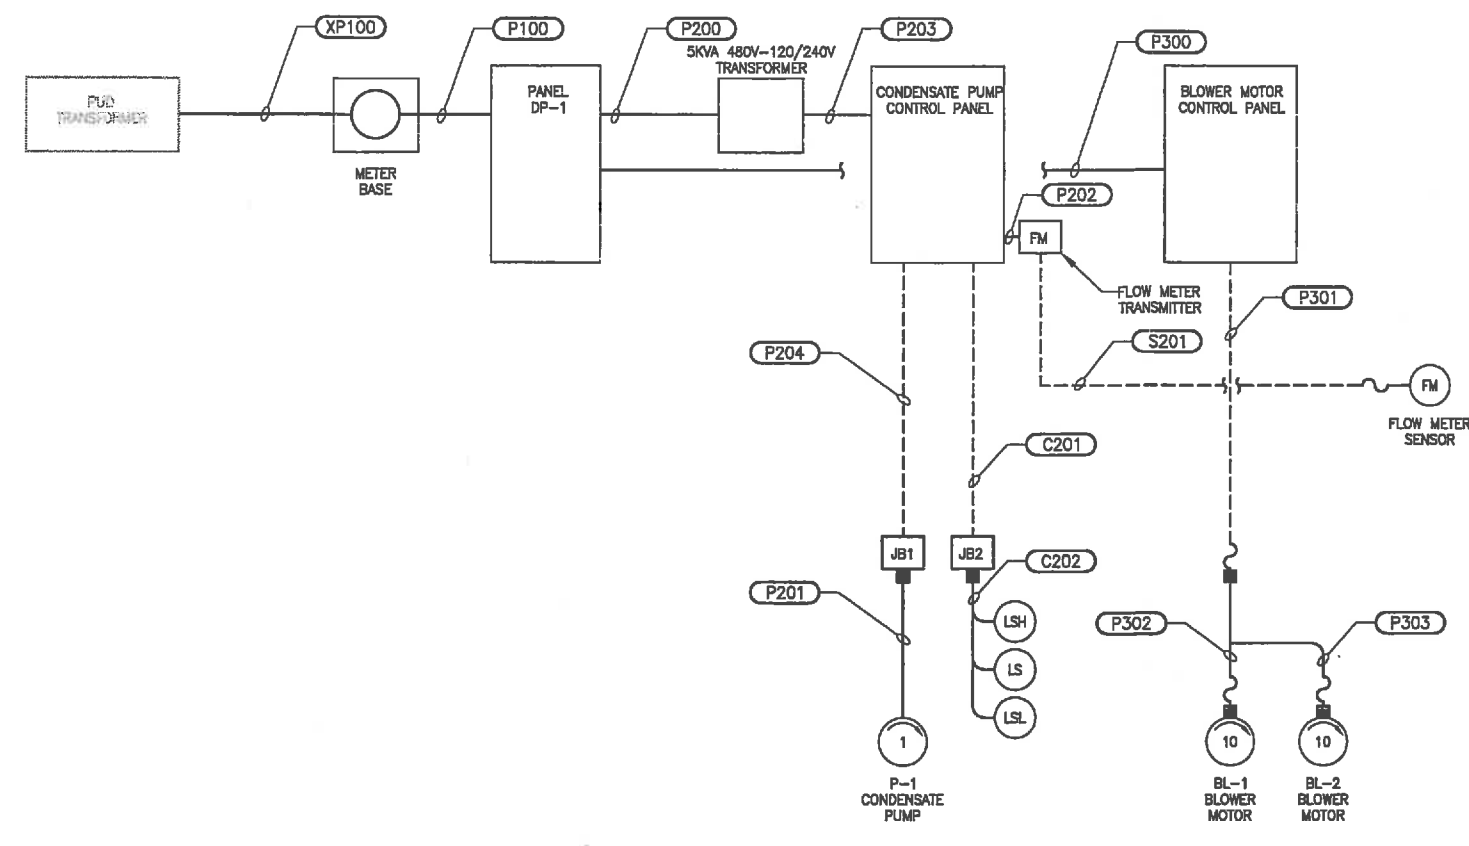 XP100
P100
P200
P203
P300
5KVA 480V-120/240V
TRANSFORMER
PUD
TRANSFORMER
METER
BASE
PANEL
DP-1
CONDENSATE PUMP
CONTROL PANEL
BLOWER MOTOR
CONTROL PANEL
P202
FM
FLOW METER
TRANSMITTER
P301
S201
P204
FM
FLOW METER
SENSOR
C201
JB1
JB2
C202
P201
LSH
LS
LSL
P302
P303
1
10
10
P-1
CONDENSATE
PUMP
BL-1
BLOWER
MOTOR
BL-2
BLOWER
MOTOR